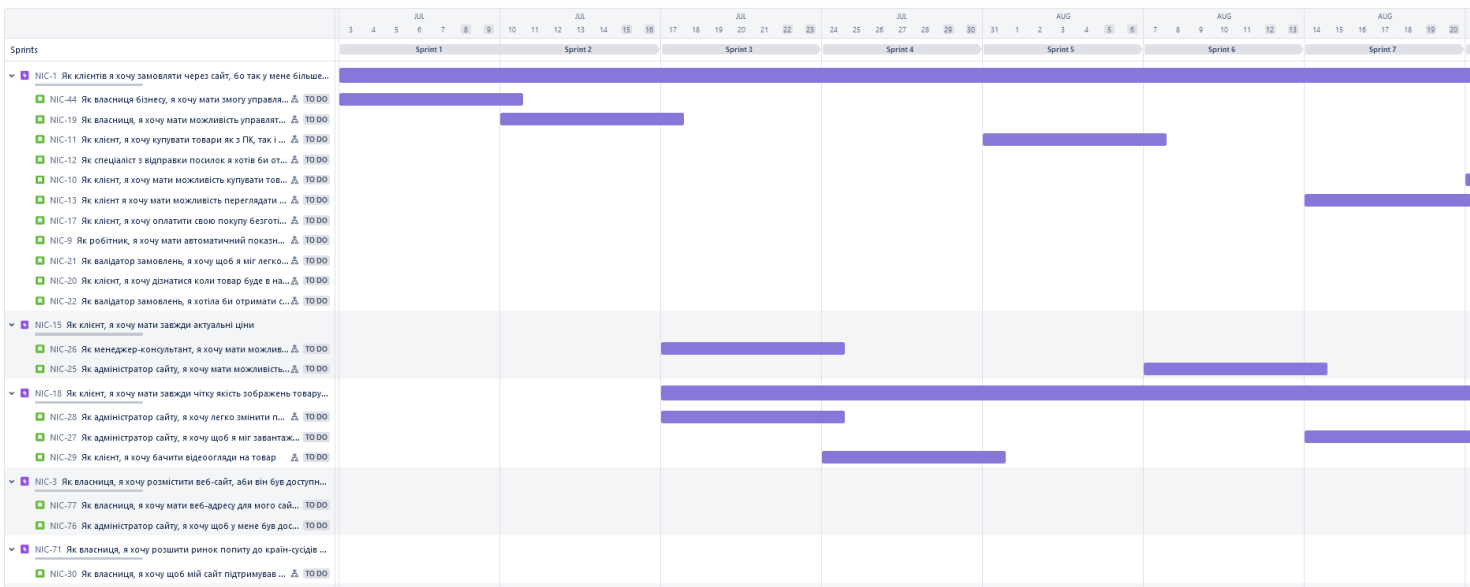 JUL JUL JUL JUL AUG AUG AUG
3 4 5 6 7 8 9 10 11 12 13 14 15 16 17 18 19 20 21 22 23 24 25 26 27 28 29 30 31 1 2 3 4 5 6 7 8 9 10 11 12 13 14 15 16 17 18 19 20
Sprints Sprint 1 Sprint 2 Sprint 3 Sprint 4 Sprint 5 Sprint 6 Sprint 7
NIC-1 Як клієнтів я хочу замовляти через сайт, бо так у мене більше...
NIC-44 Як власниця бізнесу, я хочу мати змогу управля... TO DO
NIC-19 Як власниця, я хочу мати можливість управлят... TO DO
NIC-11 Як клієнт, я хочу купувати товари як з ПК, так і ... TO DO
NIC-12 Як спеціаліст з відправки посилок я хотів би от... TO DO
NIC-10 Як клієнт, я хочу мати можливість купувати тов... TO DO
NIC-13 Як клієнт я хочу мати можливість переглядати ... TO DO
NIC-17 Як клієнт, я хочу оплатити свою покупу безготі... TO DO
NIC-9 Як робітник, я хочу мати автоматичний показн... TO DO
NIC-21 Як валідатор замовлень, я хочу щоб я міг легко... TO DO
NIC-20 Як клієнт, я хочу дізнатися коли товар буде в на... TO DO
NIC-22 Як валідатор замовлень, я хотіла би отримати с... TO DO
NIC-15 Як клієнт, я хочу мати завжди актуальні ціни
NIC-26 Як менеджер-консультант, я хочу мати можлив... TO DO
NIC-25 Як адміністратор сайту, я хочу мати можливість... TO DO
NIC-18 Як клієнт, я хочу мати завжди чітку якість зображень товару...
NIC-28 Як адміністратор сайту, я хочу легко змінити п... TO DO
NIC-27 Як адміністратор сайту, я хочу щоб я міг завантаж... TO DO
NIC-29 Як клієнт, я хочу бачити відеоогляди на товар TO DO
NIC-3 Як власниця, я хочу розмістити веб-сайт, аби він був доступн...
NIC-77 Як власниця, я хочу мати веб-адресу для мого сай... TO DO
NIC-76 Як адміністратор сайту, я хочу щоб у мене був дос... TO DO
NIC-71 Як власниця, я хочу розшити ринок попиту до країн-сусідів ...
NIC-30 Як власниця, я хочу щоб мій сайт підтримував ... TO DO